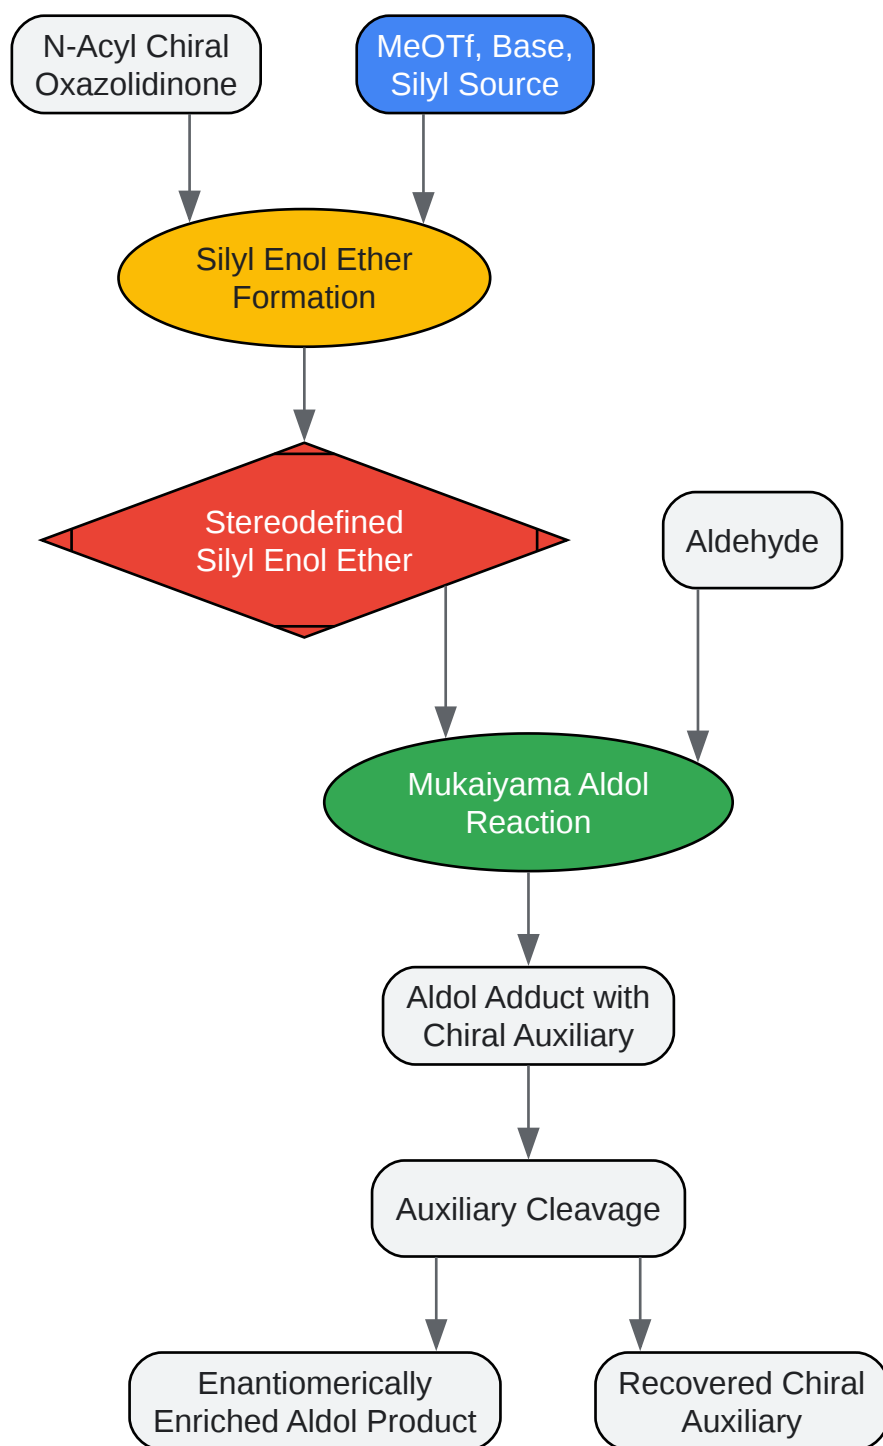 N-Acyl Chiral
Oxazolidinone
MeOTf, Base,
Silyl Source
Silyl Enol Ether
Formation
Stereodefined
Silyl Enol Ether
Aldehyde
Mukaiyama Aldol
Reaction
Aldol Adduct with
Chiral Auxiliary
Auxiliary Cleavage
Enantiomerically
Enriched Aldol Product
Recovered Chiral
Auxiliary